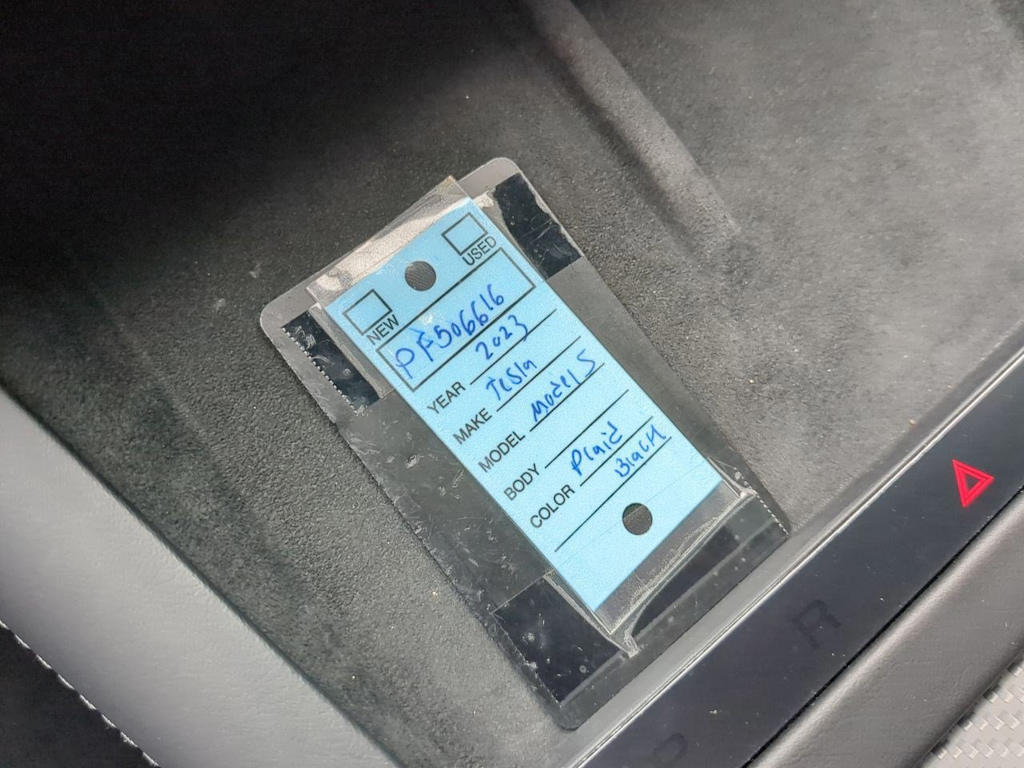 NEW USED
PF506616
YEAR 2023
MAKE Tesla
MODEL Model S
BODY Plaid
COLOR Black
R